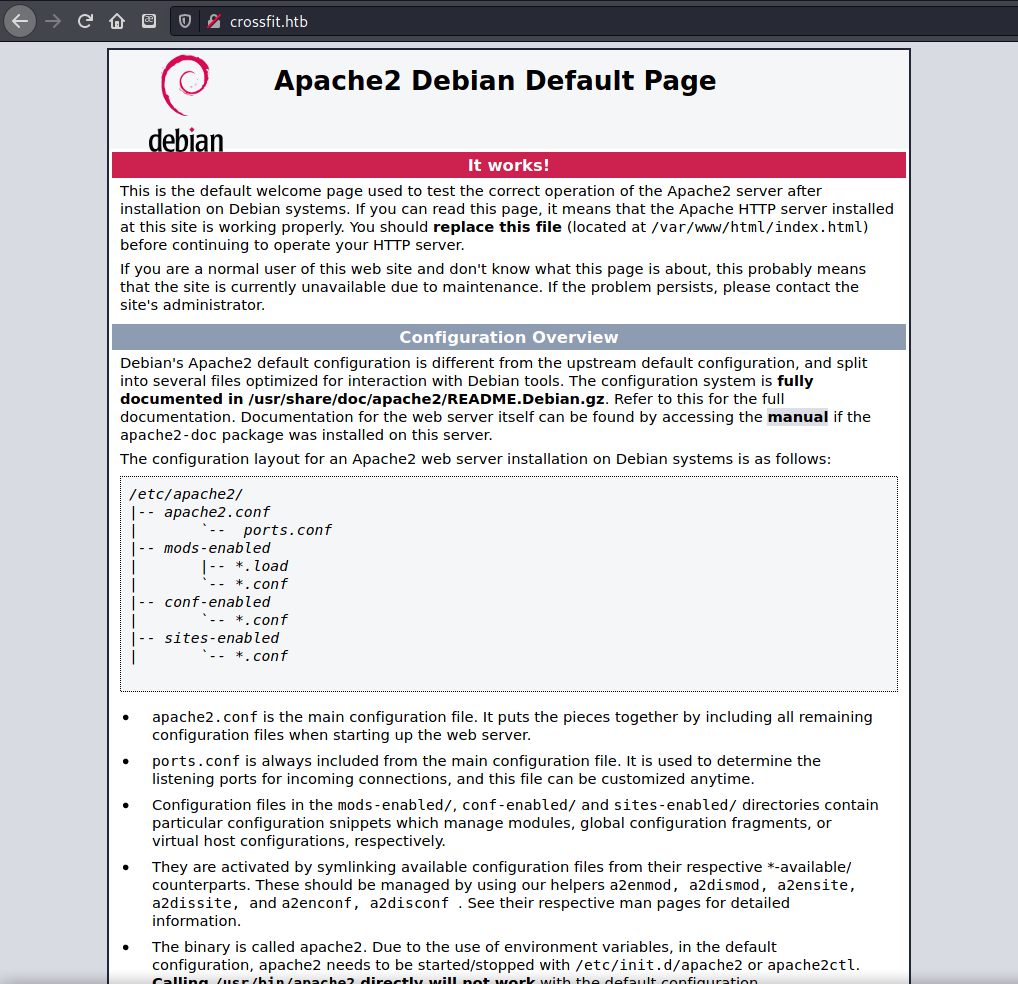 crossfit.htb
Apache2 Debian Default Page
debian
It works!
This is the default welcome page used to test the correct operation of the Apache2 server after
installation on Debian systems. If you can read this page, it means that the Apache HTTP server installed
at this site is working properly. You should replace this file (located at /var/www/html/index.html)
before continuing to operate your HTTP server.
If you are a normal user of this web site and don't know what this page is about, this probably means
that the site is currently unavailable due to maintenance. If the problem persists, please contact the
site's administrator.
Configuration Overview
Debian's Apache2 default configuration is different from the upstream default configuration, and split
into several files optimized for interaction with Debian tools. The configuration system is fully
documented in /usr/share/doc/apache2/README.Debian.gz. Refer to this for the full
documentation. Documentation for the web server itself can be found by accessing the manual if the
apache2-doc package was installed on this server.
The configuration layout for an Apache2 web server installation on Debian systems is as follows:
/etc/apache2/
|-- apache2.conf
|       `--  ports.conf
|-- mods-enabled
|       |-- *.load
|       `-- *.conf
|-- conf-enabled
|       `-- *.conf
|-- sites-enabled
|       `-- *.conf
• apache2.conf is the main configuration file. It puts the pieces together by including all remaining
configuration files when starting up the web server.
• ports.conf is always included from the main configuration file. It is used to determine the
listening ports for incoming connections, and this file can be customized anytime.
• Configuration files in the mods-enabled/, conf-enabled/ and sites-enabled/ directories contain
particular configuration snippets which manage modules, global configuration fragments, or
virtual host configurations, respectively.
• They are activated by symlinking available configuration files from their respective *-available/
counterparts. These should be managed by using our helpers a2enmod, a2dismod, a2ensite,
a2dissite, and a2enconf, a2disconf . See their respective man pages for detailed
information.
• The binary is called apache2. Due to the use of environment variables, in the default
configuration, apache2 needs to be started/stopped with /etc/init.d/apache2 or apache2ctl.
Calling /usr/bin/apache2 directly will not work with the default configuration.